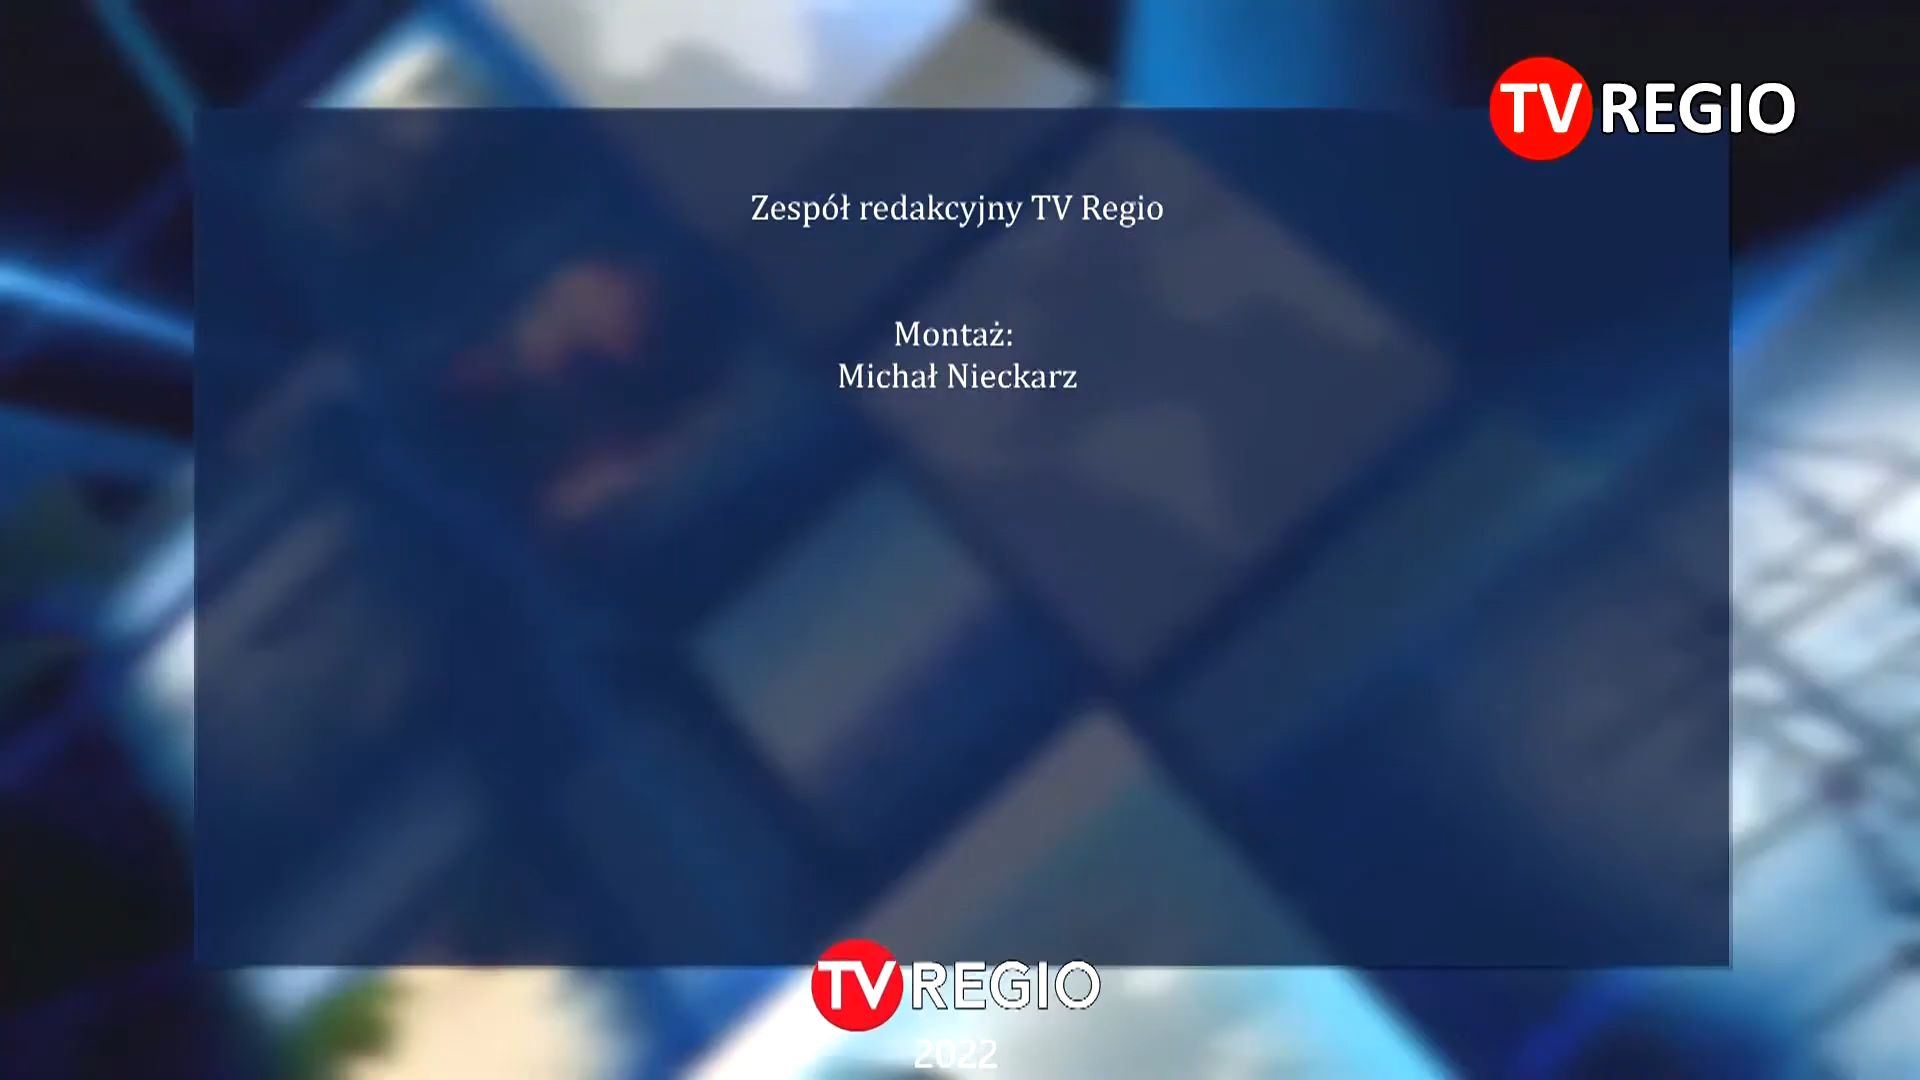 TV REGIO
Zespół redakcyjny TV Regio
Montaż:
Michał Nieckarz
TV REGIO
2022